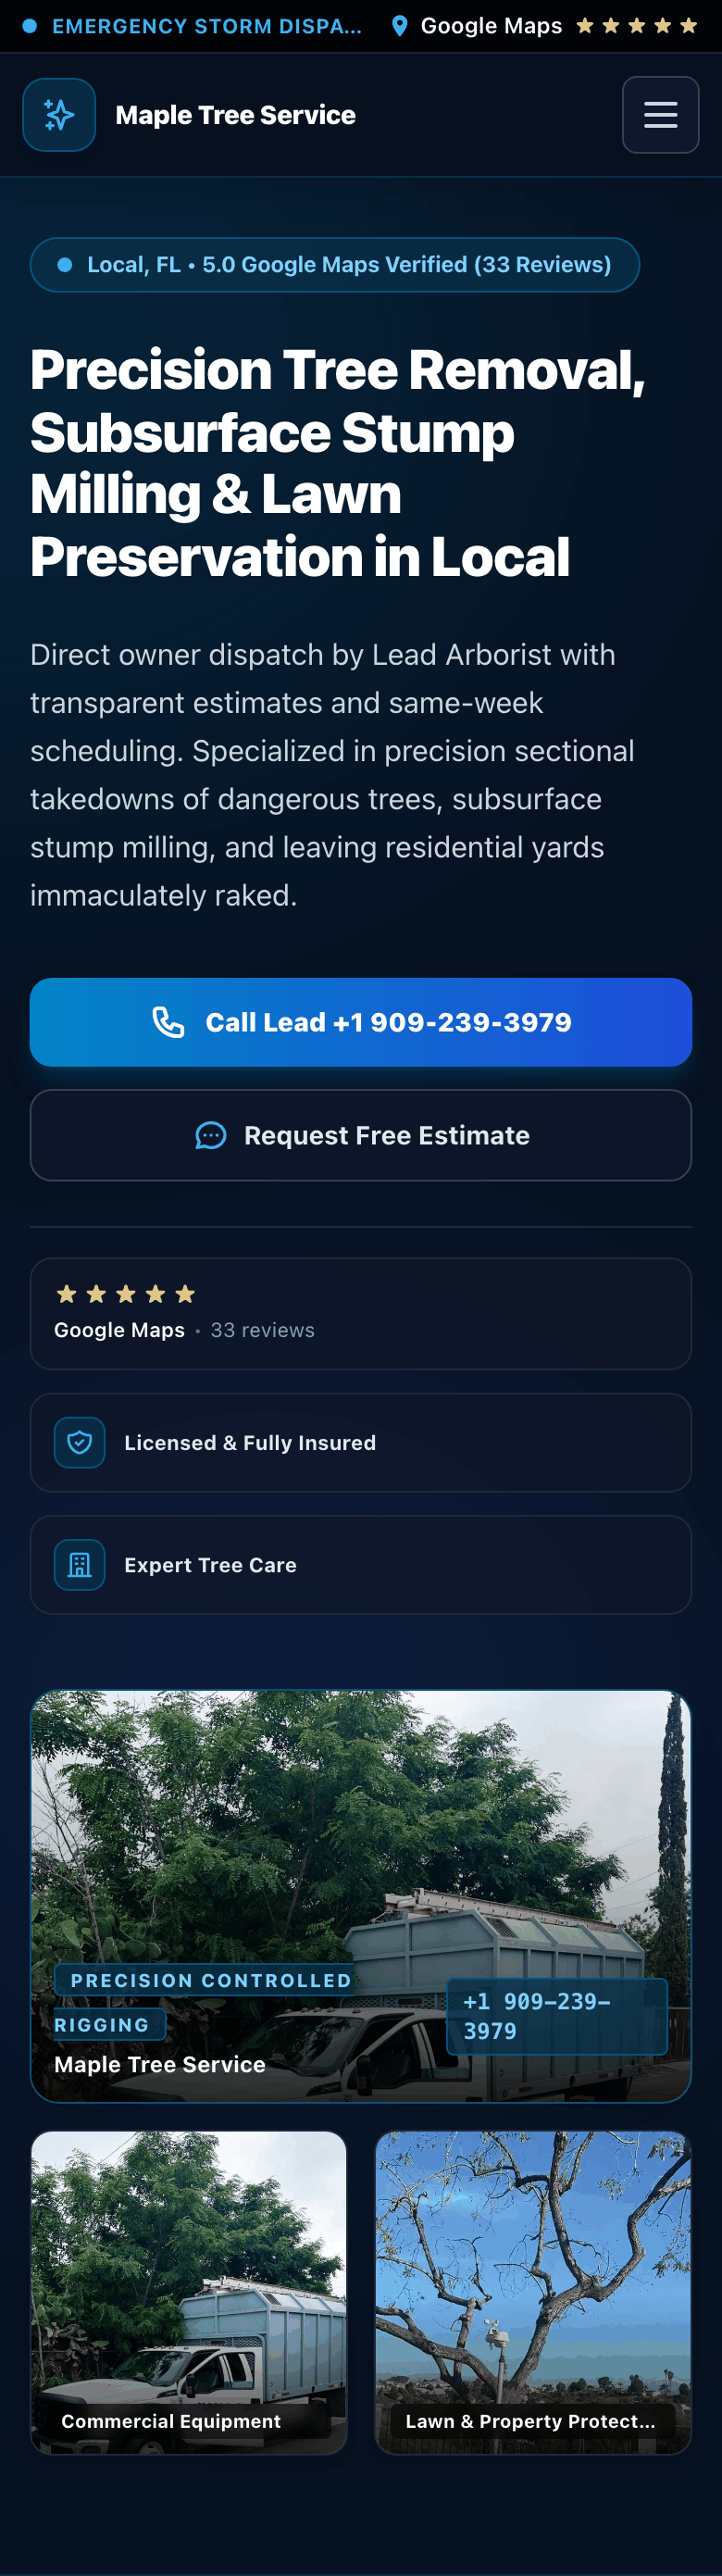 EMERGENCY STORM DISPA... Google Maps
Maple Tree Service
Local, FL • 5.0 Google Maps Verified (33 Reviews)
Precision Tree Removal,
Subsurface Stump
Milling & Lawn
Preservation in Local
Direct owner dispatch by Lead Arborist with
transparent estimates and same-week
scheduling. Specialized in precision sectional
takedowns of dangerous trees, subsurface
stump milling, and leaving residential yards
immaculately raked.
Call Lead +1 909-239-3979
Request Free Estimate
Google Maps • 33 reviews
Licensed & Fully Insured
Expert Tree Care
PRECISION CONTROLLED
RIGGING
Maple Tree Service
+1 909-239-
3979
Commercial Equipment
Lawn & Property Protect...